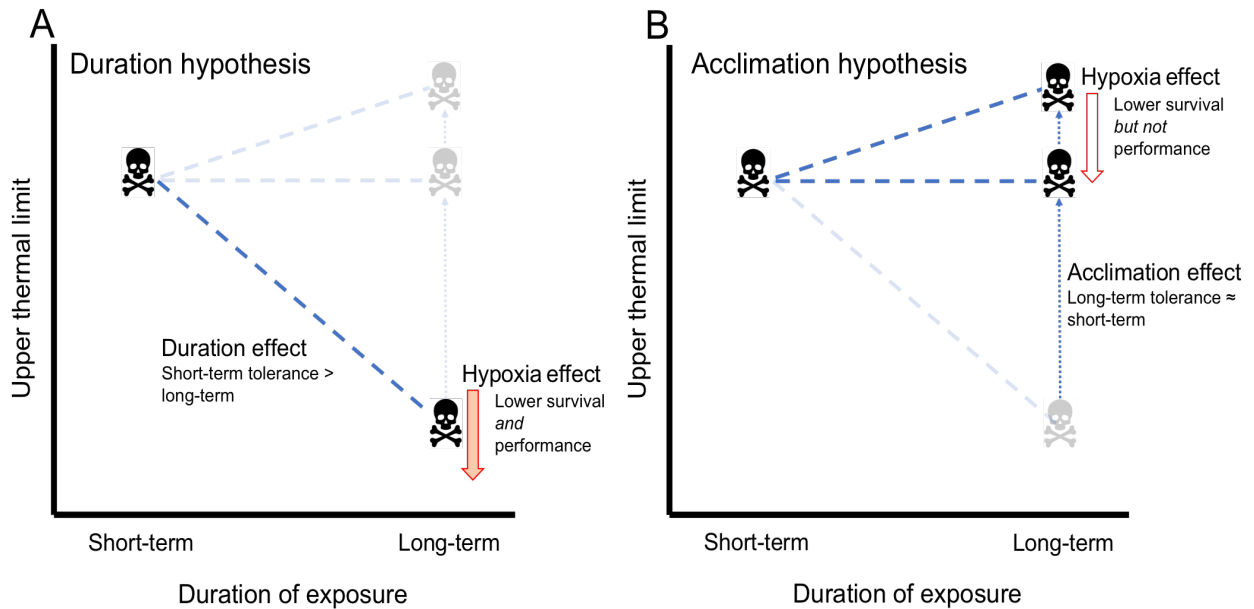 A
Duration hypothesis
Upper thermal limit
Duration effect
Short-term tolerance >
long-term
Hypoxia effect
Lower survival
and
performance
Short-term
Long-term
Duration of exposure
B
Acclimation hypothesis
Upper thermal limit
Hypoxia effect
Lower survival
but not
performance
Acclimation effect
Long-term tolerance ≈
short-term
Short-term
Long-term
Duration of exposure